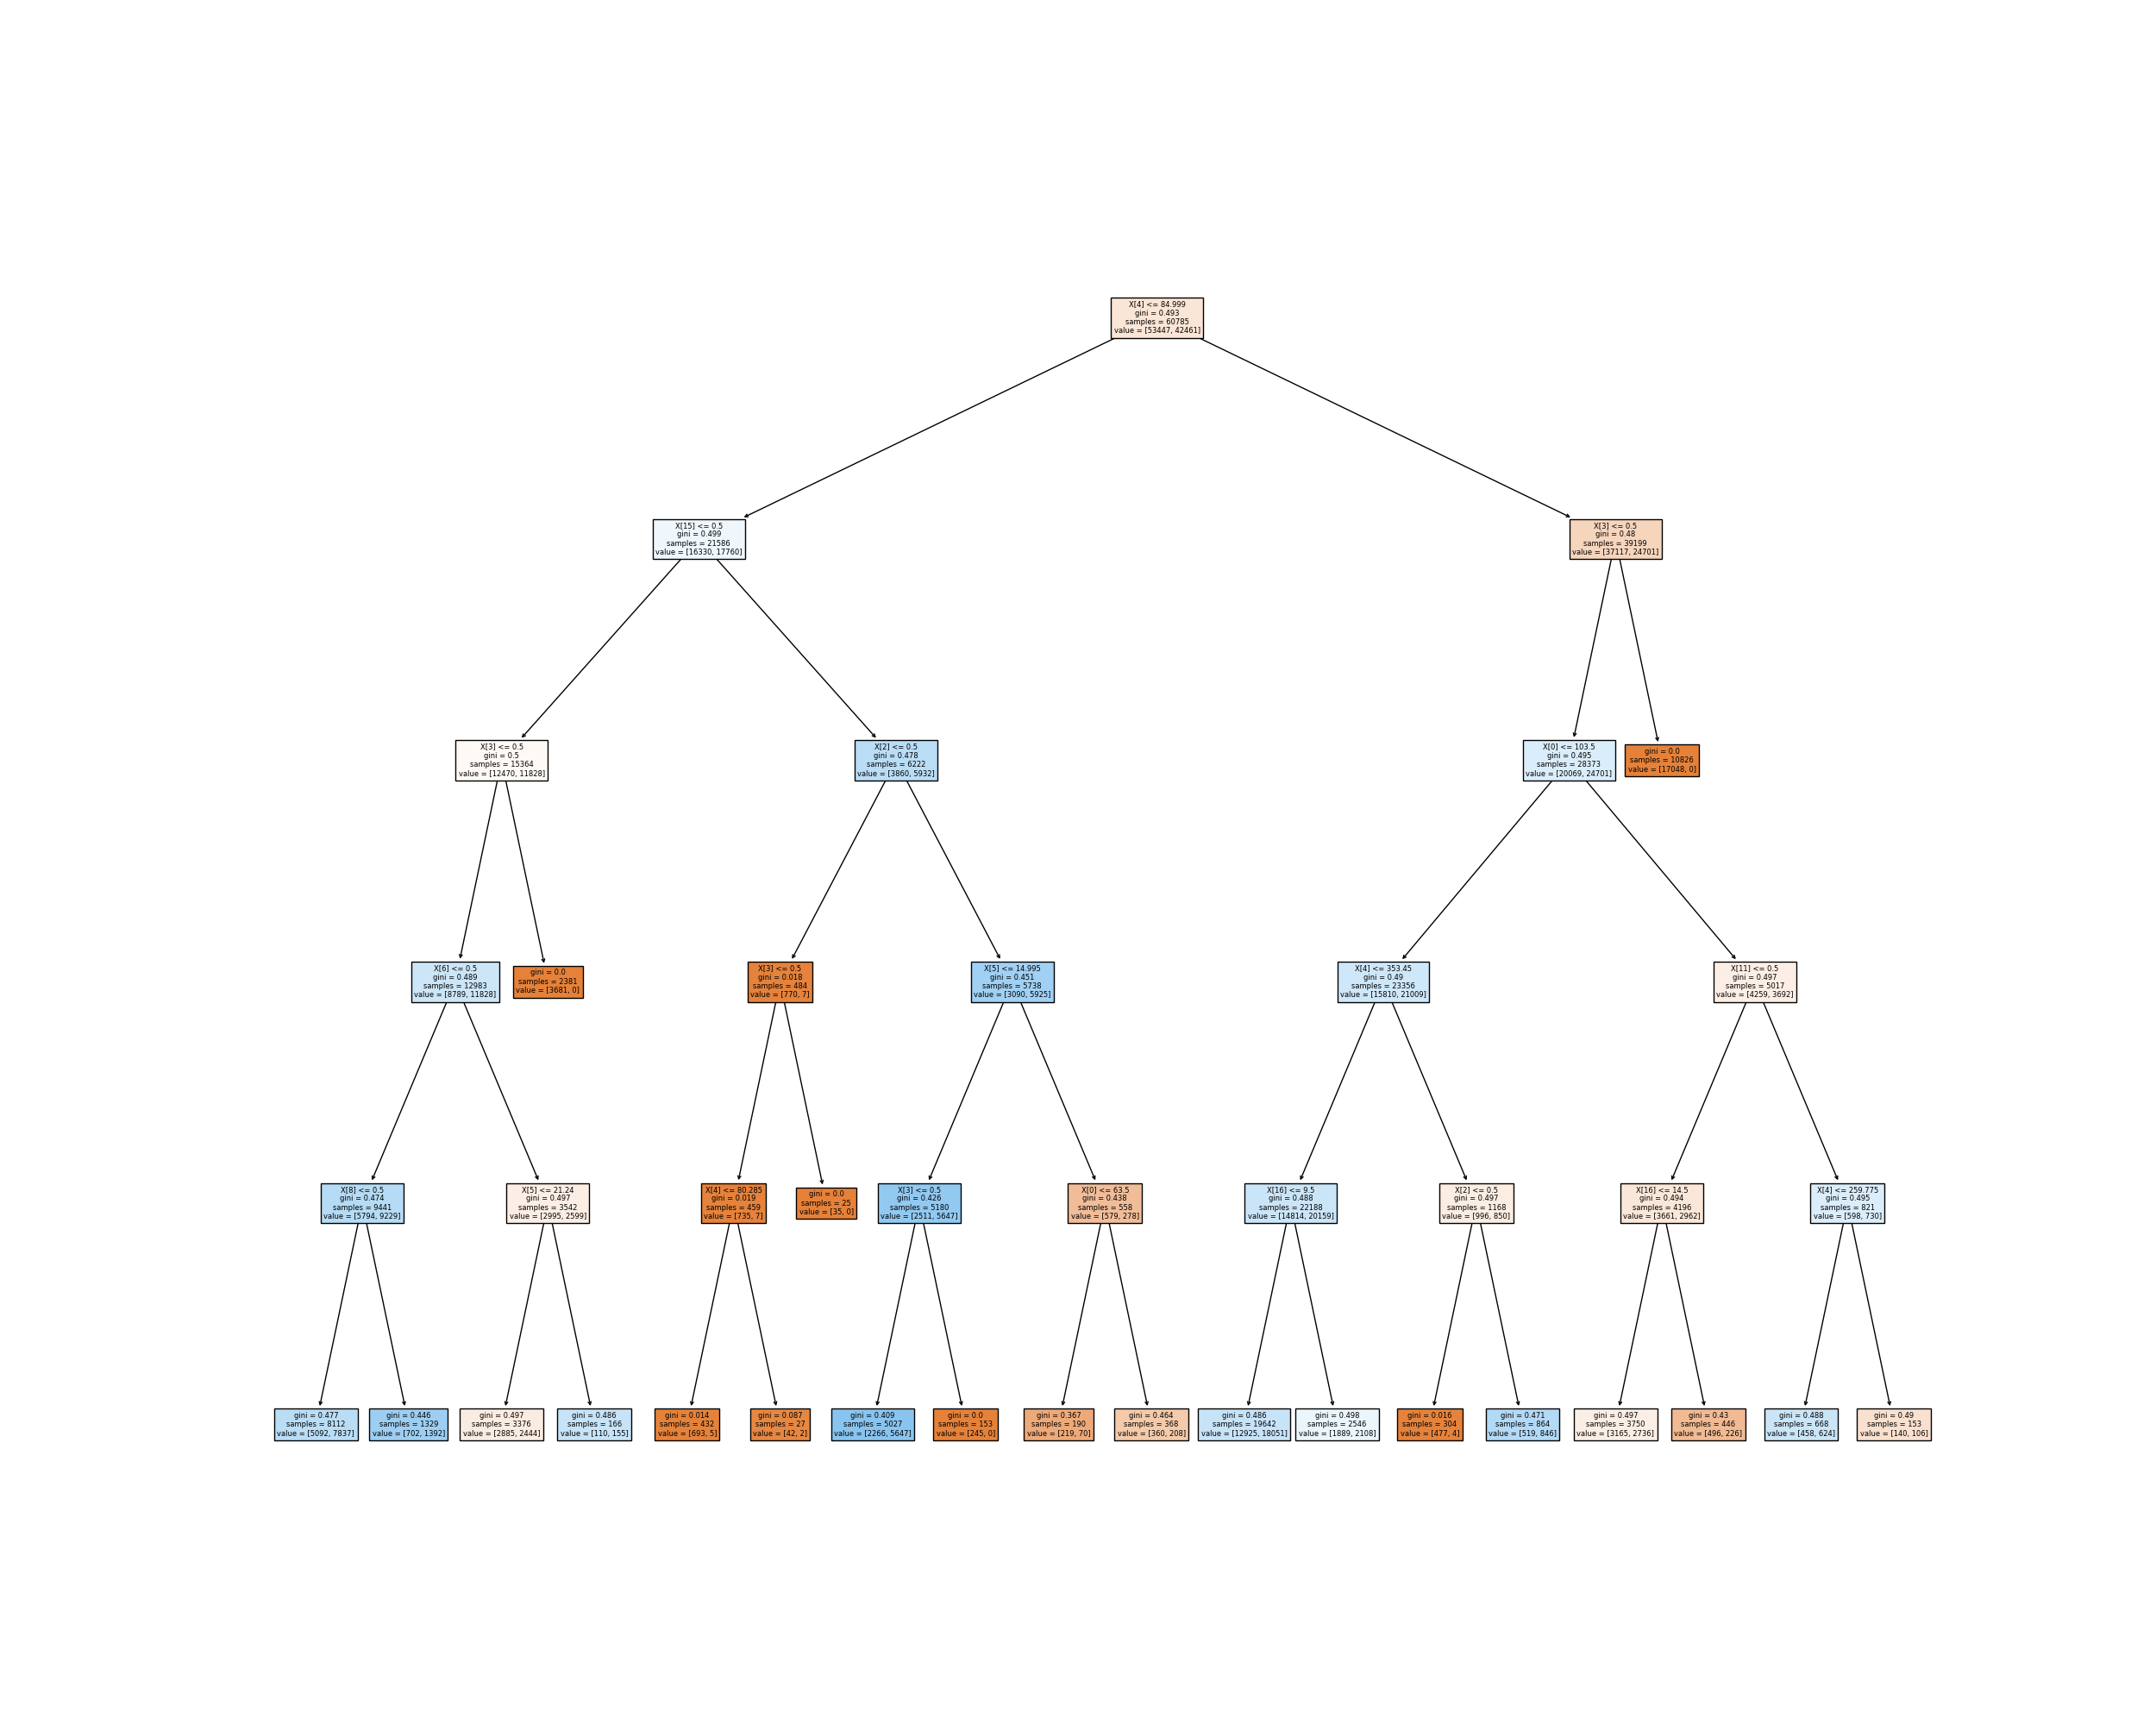 X[4] <= 84.999
gini = 0.493
samples = 60785
value = [53447, 42461]
X[15] <= 0.5
gini = 0.499
samples = 21586
value = [16330, 17760]
X[3] <= 0.5
gini = 0.48
samples = 39199
value = [37117, 24701]
X[3] <= 0.5
gini = 0.5
samples = 15364
value = [12470, 11828]
X[2] <= 0.5
gini = 0.478
samples = 6222
value = [3860, 5932]
X[0] <= 103.5
gini = 0.495
samples = 28373
value = [20069, 24701]
gini = 0.0
samples = 10826
value = [17048, 0]
X[6] <= 0.5
gini = 0.489
samples = 12983
value = [8789, 11828]
gini = 0.0
samples = 2381
value = [3681, 0]
X[3] <= 0.5
gini = 0.018
samples = 484
value = [770, 7]
X[5] <= 14.995
gini = 0.451
samples = 5738
value = [3090, 5925]
X[4] <= 353.45
gini = 0.49
samples = 23356
value = [15810, 21009]
X[11] <= 0.5
gini = 0.497
samples = 5017
value = [4259, 3692]
X[8] <= 0.5
gini = 0.474
samples = 9441
value = [5794, 9229]
X[5] <= 21.24
gini = 0.497
samples = 3542
value = [2995, 2599]
X[4] <= 80.285
gini = 0.019
samples = 459
value = [735, 7]
gini = 0.0
samples = 25
value = [35, 0]
X[3] <= 0.5
gini = 0.426
samples = 5180
value = [2511, 5647]
X[0] <= 63.5
gini = 0.438
samples = 558
value = [579, 278]
X[16] <= 9.5
gini = 0.488
samples = 22188
value = [14814, 20159]
X[2] <= 0.5
gini = 0.497
samples = 1168
value = [996, 850]
X[16] <= 14.5
gini = 0.494
samples = 4196
value = [3661, 2962]
X[4] <= 259.775
gini = 0.495
samples = 821
value = [598, 730]
gini = 0.477
samples = 8112
value = [5092, 7837]
gini = 0.446
samples = 1329
value = [702, 1392]
gini = 0.497
samples = 3376
value = [2885, 2444]
gini = 0.486
samples = 166
value = [110, 155]
gini = 0.014
samples = 432
value = [693, 5]
gini = 0.087
samples = 27
value = [42, 2]
gini = 0.409
samples = 5027
value = [2266, 5647]
gini = 0.0
samples = 153
value = [245, 0]
gini = 0.367
samples = 190
value = [219, 70]
gini = 0.464
samples = 368
value = [360, 208]
gini = 0.486
samples = 19642
value = [12925, 18051]
gini = 0.498
samples = 2546
value = [1889, 2108]
gini = 0.016
samples = 304
value = [477, 4]
gini = 0.471
samples = 864
value = [519, 846]
gini = 0.497
samples = 3750
value = [3165, 2736]
gini = 0.43
samples = 446
value = [496, 226]
gini = 0.488
samples = 668
value = [458, 624]
gini = 0.49
samples = 153
value = [140, 106]